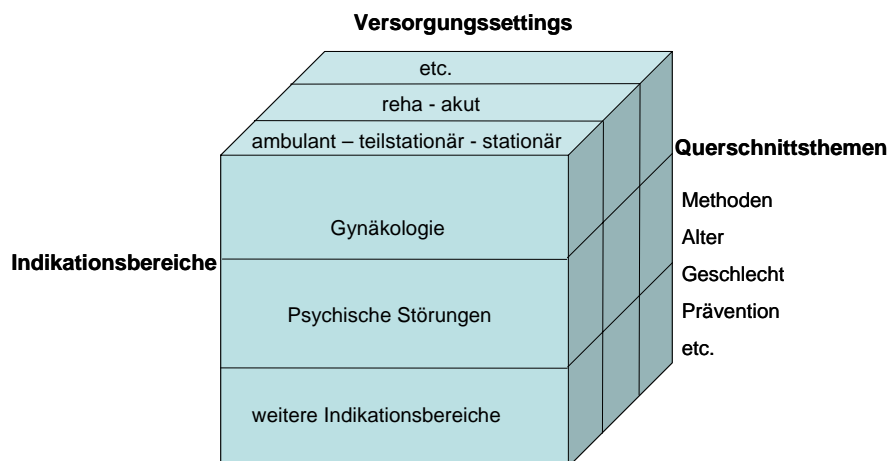 Versorgungssettings
etc.
reha - akut
ambulant – teilstationär - stationär
Querschnittsthemen
Methoden
Alter
Geschlecht
Prävention
etc.
Indikationsbereiche
Gynäkologie
Psychische Störungen
weitere Indikationsbereiche